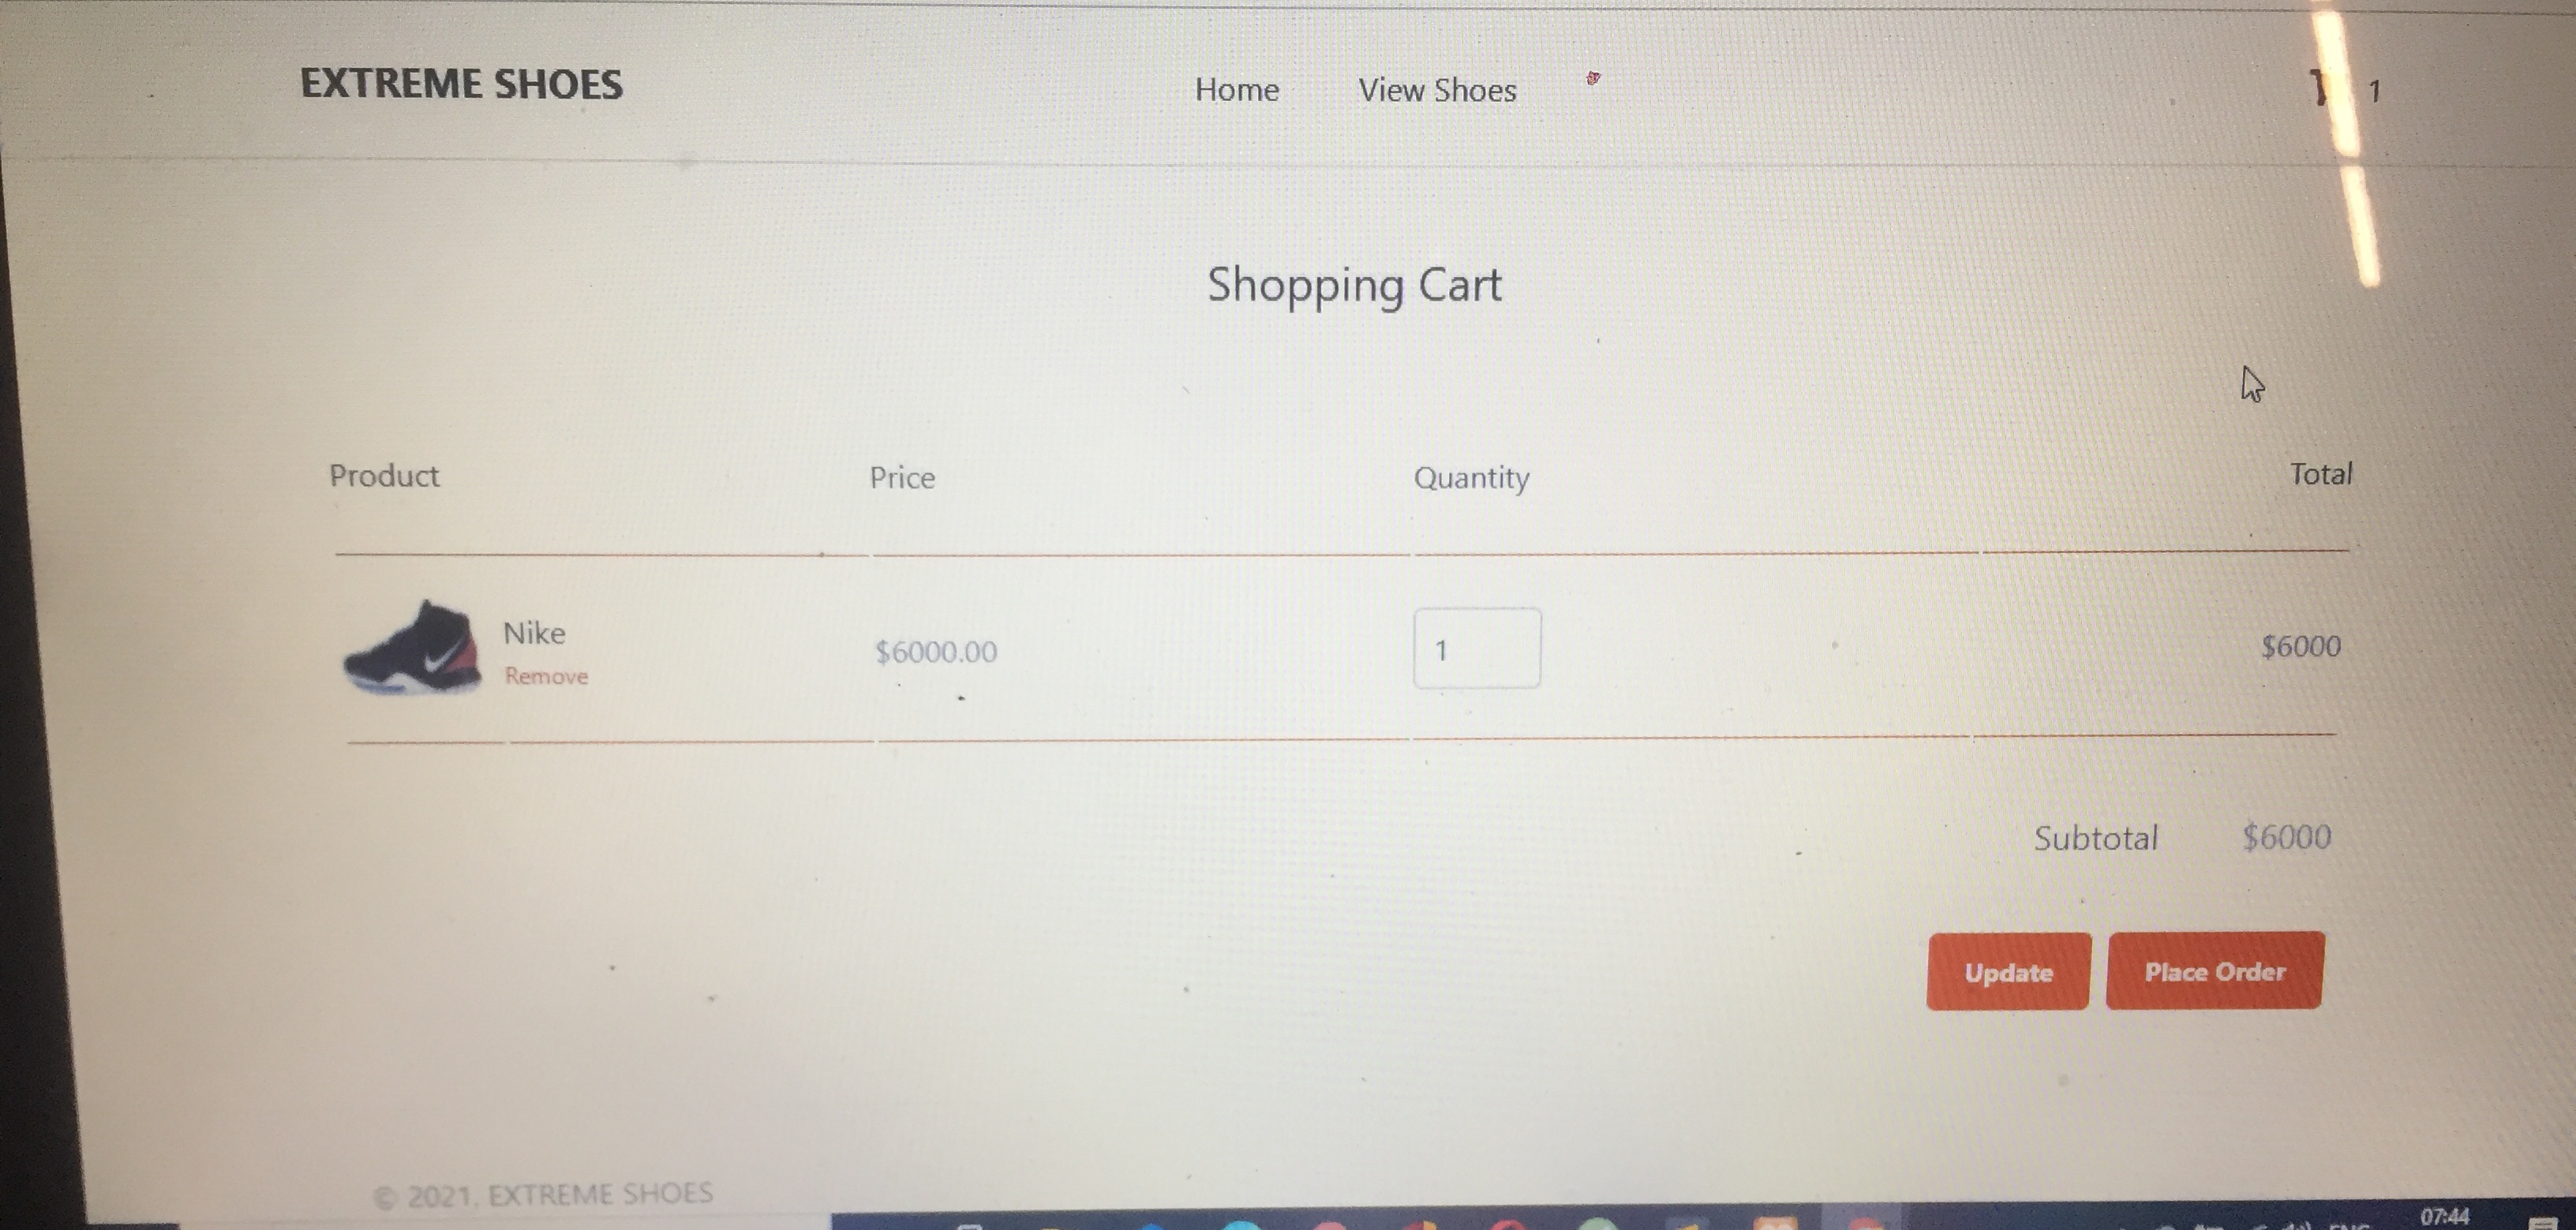 EXTREME SHOES
Home View Shoes
1
Shopping Cart
Product Price Quantity Total
Nike
Remove
$6000.00
1
$6000
Subtotal $6000
Update Place Order
© 2021. EXTREME SHOES
07:44